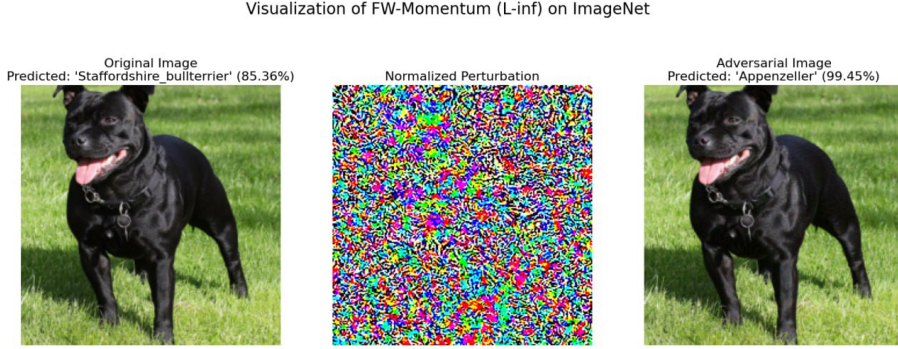 Visualization of FW-Momentum (L-inf) on ImageNet
Original Image
Predicted: 'Staffordshire_bullterrier' (85.36%)
Normalized Perturbation
Adversarial Image
Predicted: 'Appenzeller' (99.45%)